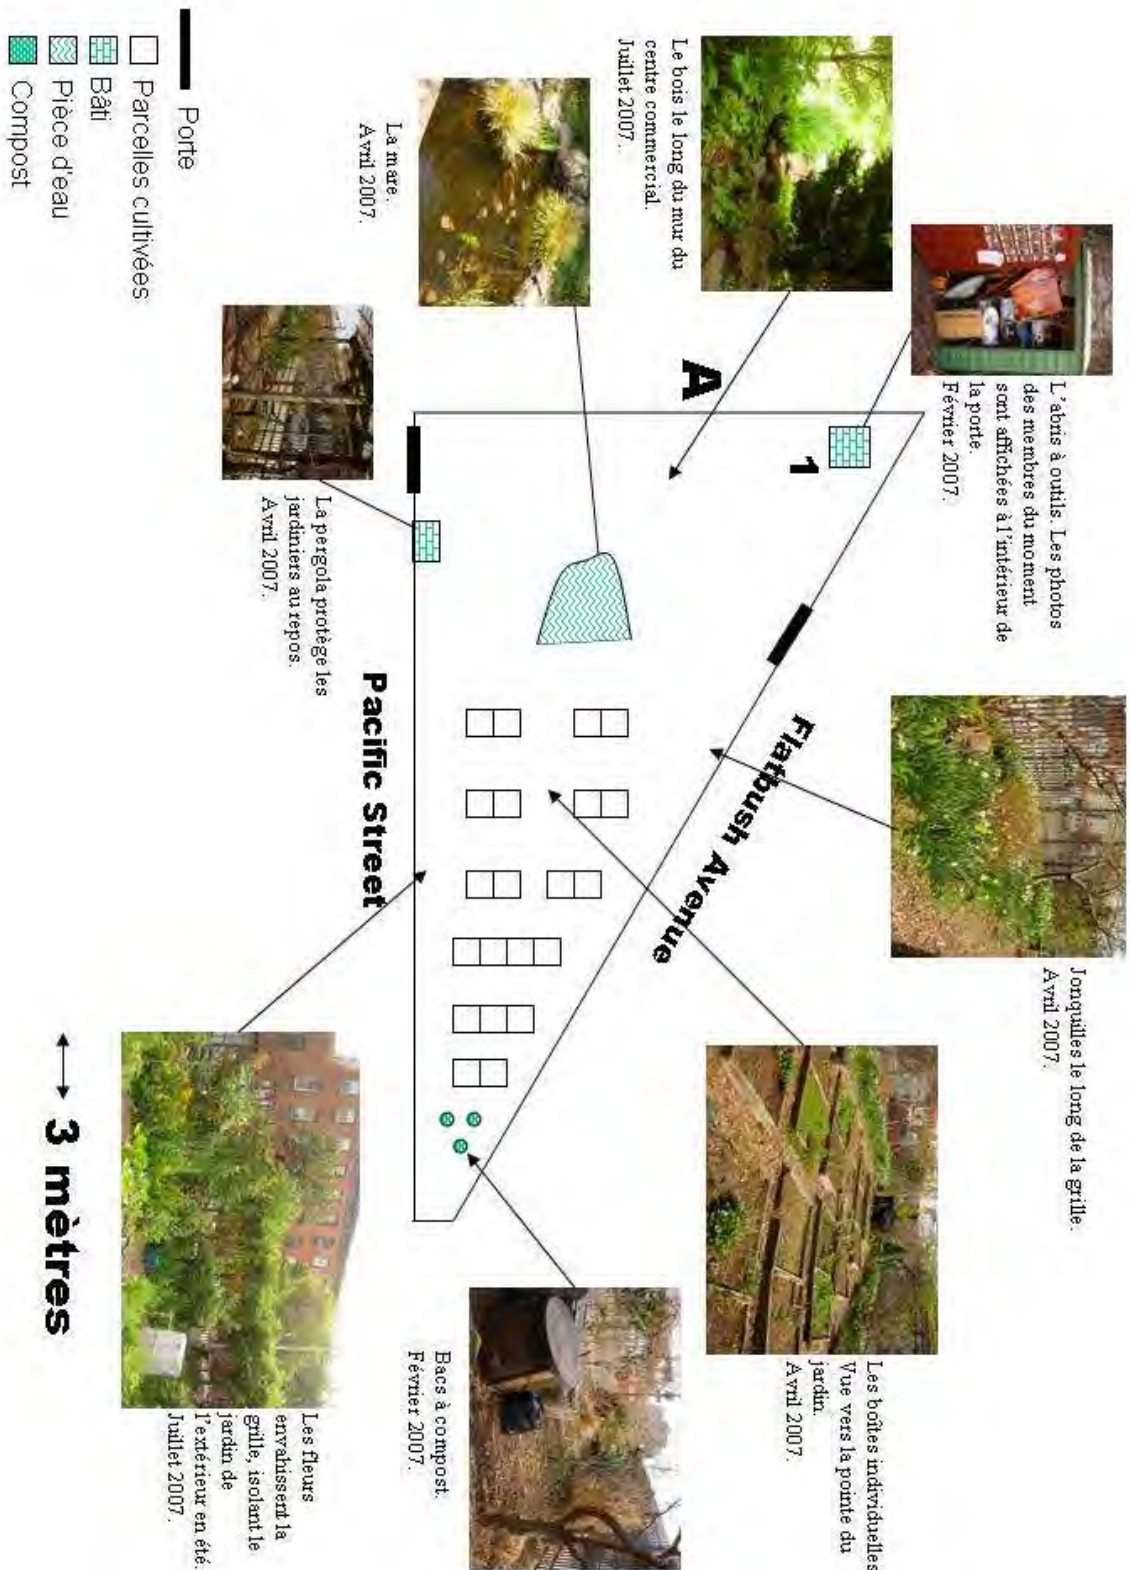 L'abris à outils. Les photos
des membres du moment
sont affichées à l'intérieur de
la porte.
Février 2007.
Jonquilles le long de la grille.
Avril 2007.
Les boîtes individuelles
Vue vers la pointe du
jardin.
Avril 2007.
Le bois le long du mur du
centre commercial.
Juillet 2007.
La mare.
Avril 2007.
A
1
Flatbush Avenue
Pacific Street
La pergola protège les
jardiniers au repos.
Avril 2007.
Bacs à compost.
Février 2007.
Les fleurs
envahissent la
grille, isolant le
jardin de
l'extérieur en été.
Juillet 2007.
Porte
Parcelles cultivées
Bâti
Pièce d'eau
Compost
3 mètres